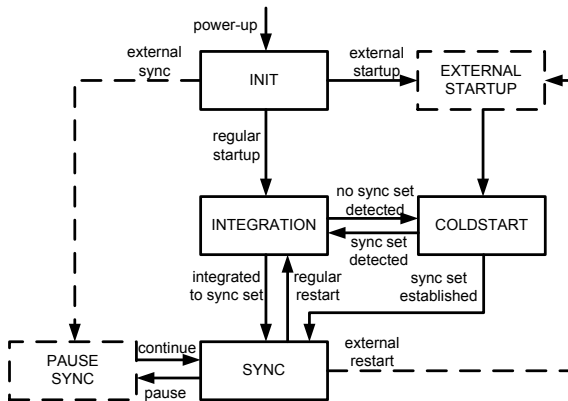 power-up
external
sync
INIT
external
startup
EXTERNAL
STARTUP
regular
startup
INTEGRATION
no sync set
detected
sync set
detected
COLDSTART
integrated
to sync set
regular
restart
sync set
established
PAUSE
SYNC
continue
pause
SYNC
external
restart